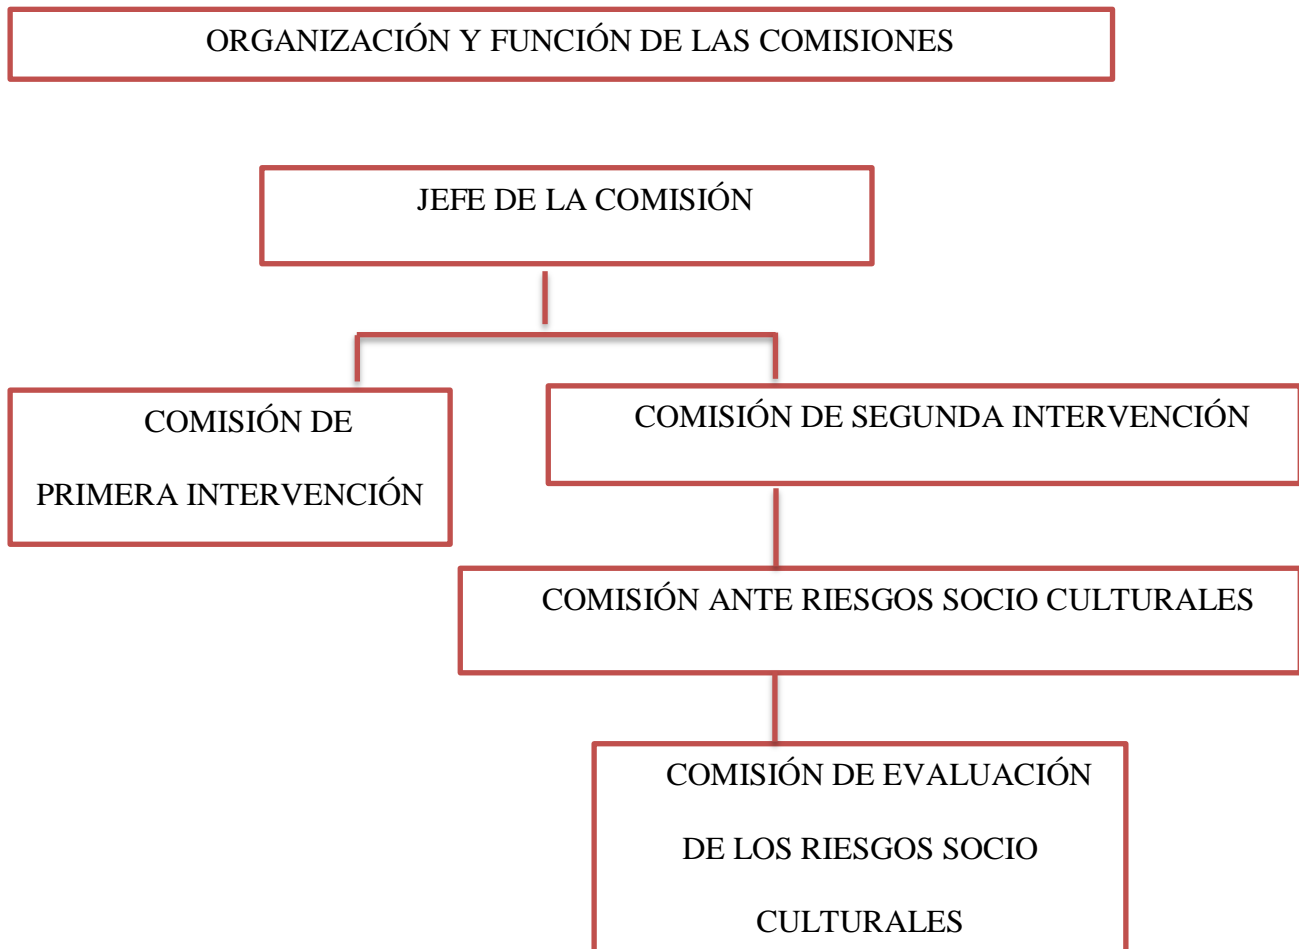 ORGANIZACIÓN Y FUNCIÓN DE LAS COMISIONES
JEFE DE LA COMISIÓN
COMISIÓN DE
PRIMERA INTERVENCIÓN
COMISIÓN DE SEGUNDA INTERVENCIÓN
COMISIÓN ANTE RIESGOS SOCIO CULTURALES
COMISIÓN DE EVALUACIÓN
DE LOS RIESGOS SOCIO
CULTURALES